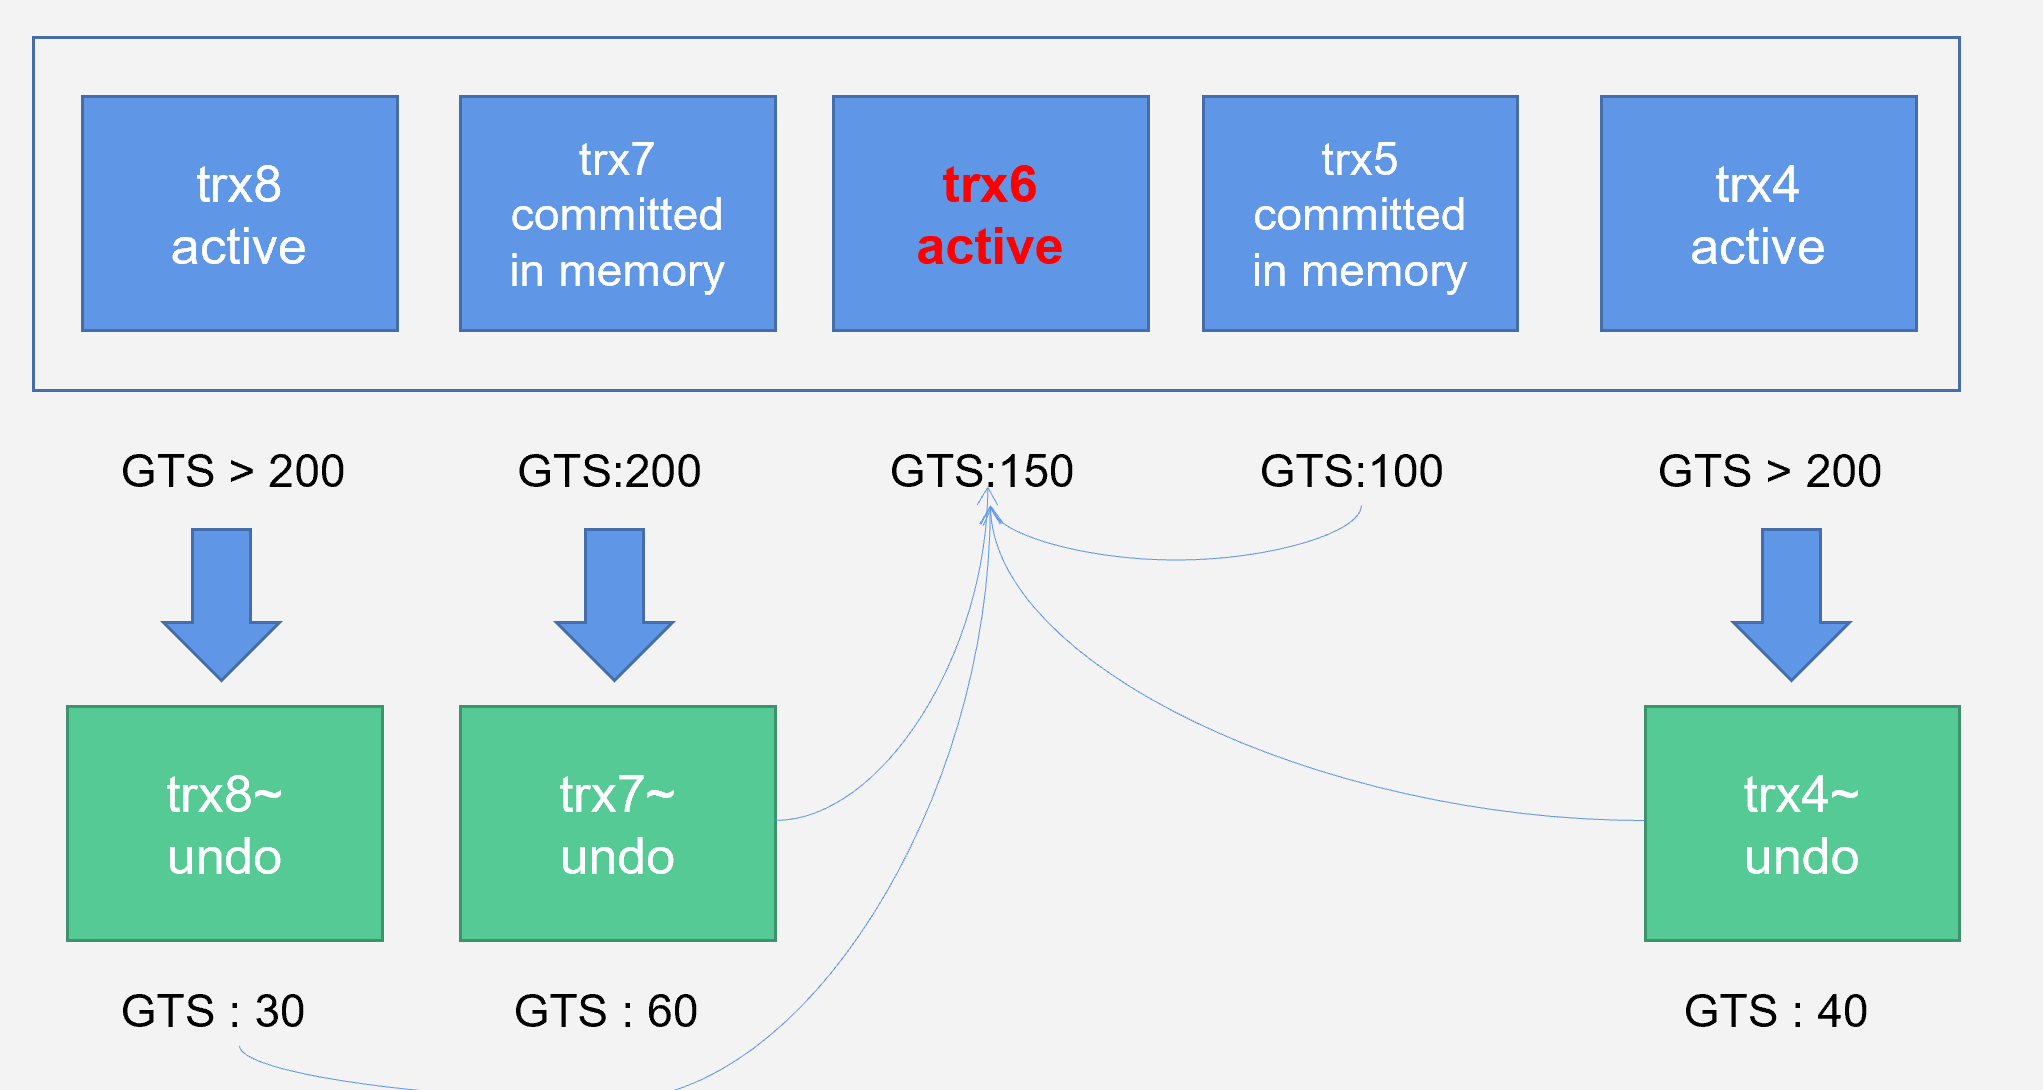 trx8
active
trx7
committed
in memory
trx6
active
trx5
committed
in memory
trx4
active
GTS > 200
GTS:200
GTS:150
GTS:100
GTS > 200
trx8~
undo
trx7~
undo
trx4~
undo
GTS : 30
GTS : 60
GTS : 40